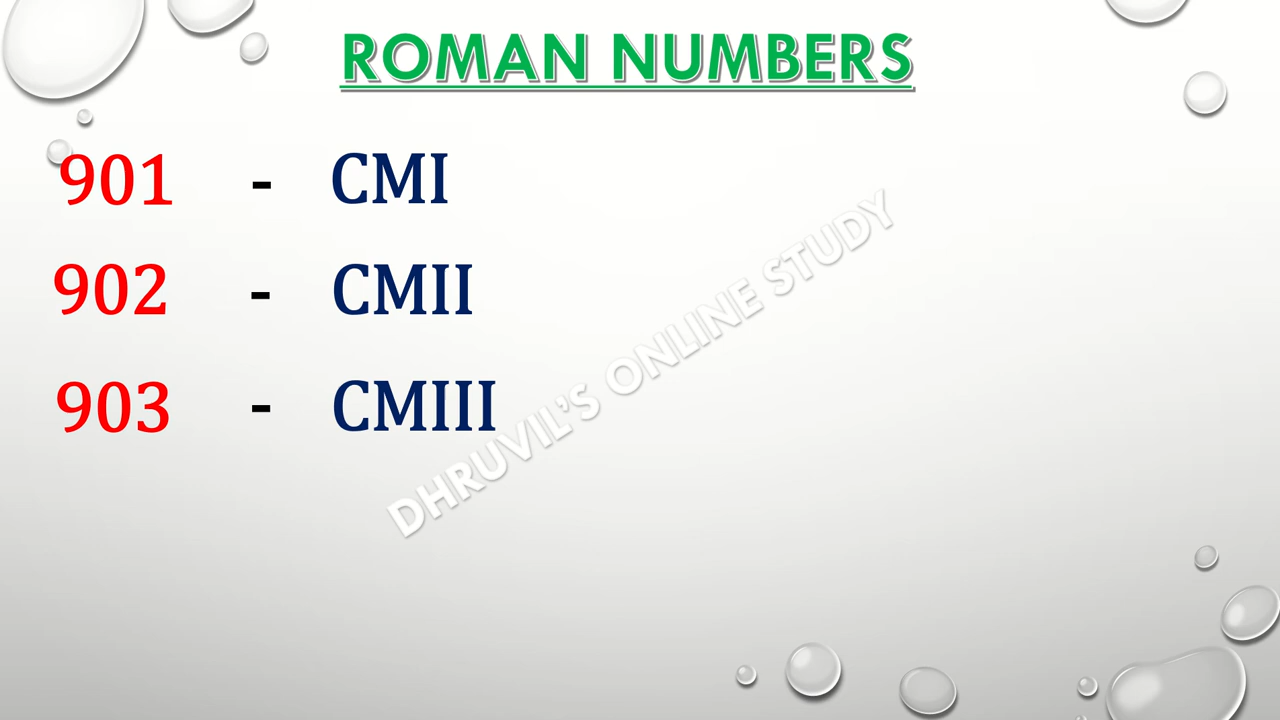 ROMAN NUMBERS
901 - CMI
902 - CMII
903 - CMIII
DHRUVIL'S ONLINE STUDY